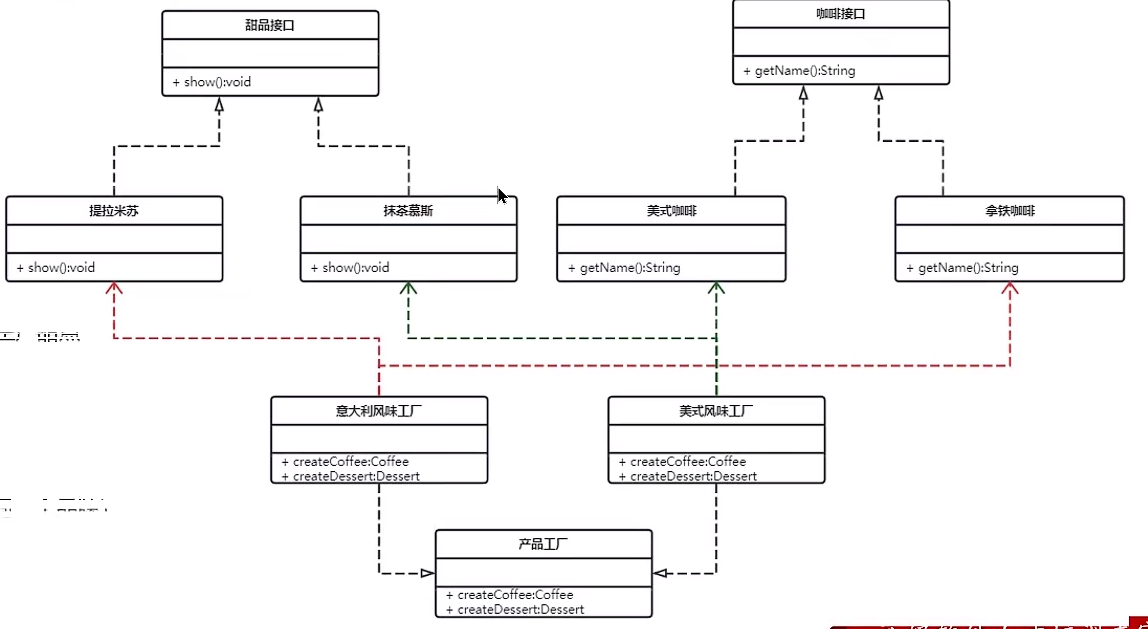 甜品接口
+ show():void
咖啡接口
+ getName():String
提拉米苏
+ show():void
抹茶慕斯
+ show():void
美式咖啡
+ getName():String
拿铁咖啡
+ getName():String
意大利风味工厂
+ createCoffee:Coffee
+ createDessert:Dessert
美式风味工厂
+ createCoffee:Coffee
+ createDessert:Dessert
产品工厂
+ createCoffee:Coffee
+ createDessert:Dessert